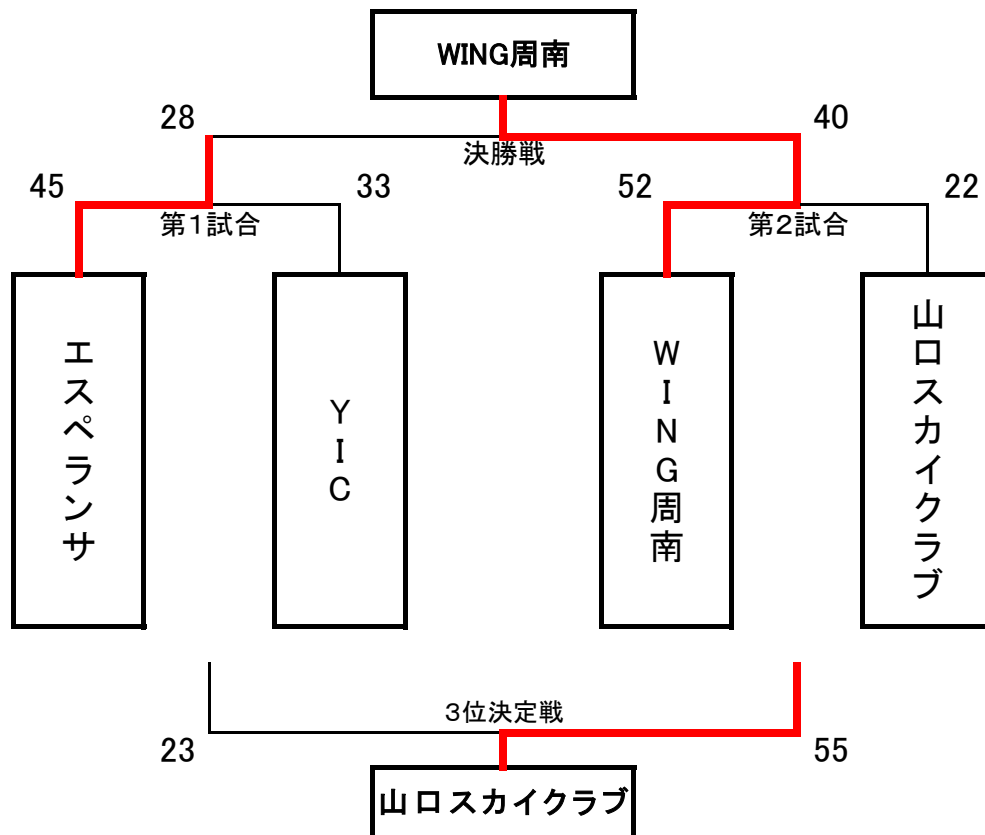 WING周南
28
40
決勝戦
45
33
52
22
第1試合
第2試合
エスペランサ
YIC
WING周南
山口スカイクラブ
3位決定戦
23
55
山口スカイクラブ